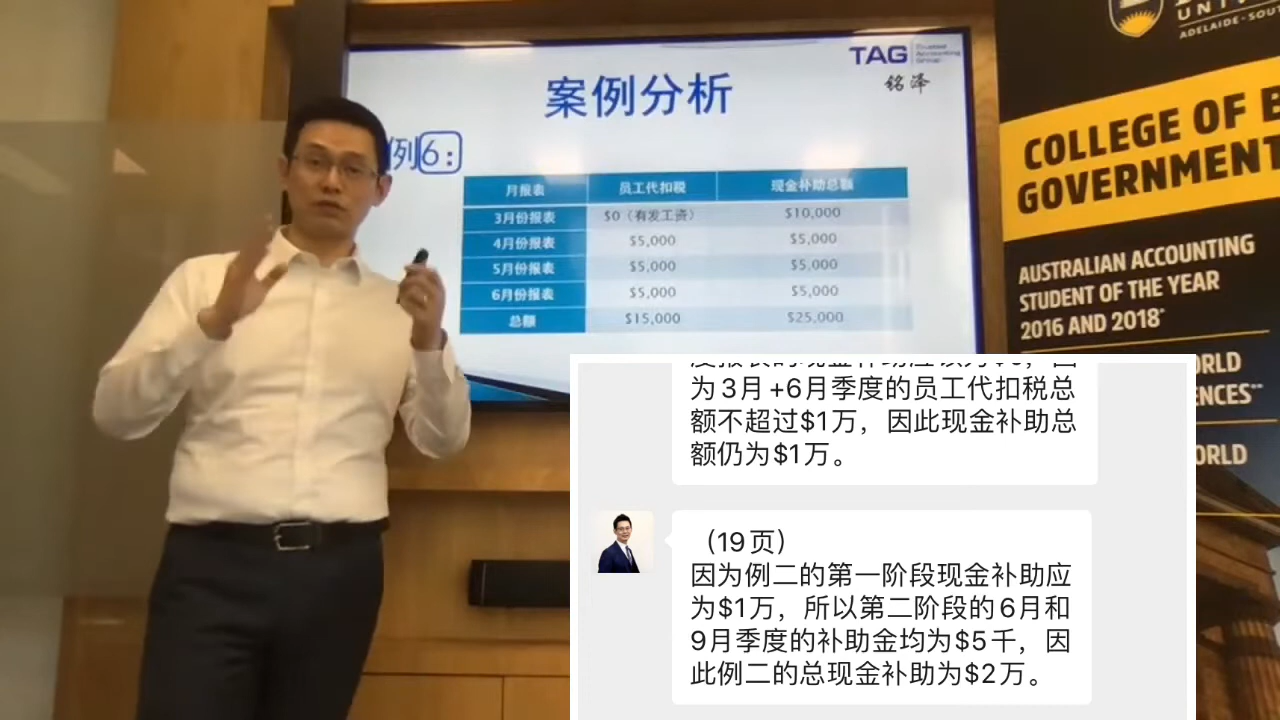 TAG
Trusted
Accounting
Group
铭泽
案例分析
例6：
月报表 员工代扣税 现金补助总额
3月份报表 $0（有发工资） $10,000
4月份报表 $5,000 $5,000
5月份报表 $5,000 $5,000
6月份报表 $5,000 $5,000
总额 $15,000 $25,000
ADELAIDE
COLLEGE OF
GOVERNMENT
AUSTRALIAN ACCOUNTING
STUDENT OF THE YEAR
2016 AND 2018*
为3月+6月季度的员工代扣税总
额不超过$1万，因此现金补助总
额仍为$1万。
（19页）
因为例二的第一阶段现金补助应
为$1万，所以第二阶段的6月和
9月季度的补助金均为$5千，因
此例二的总现金补助为$2万。